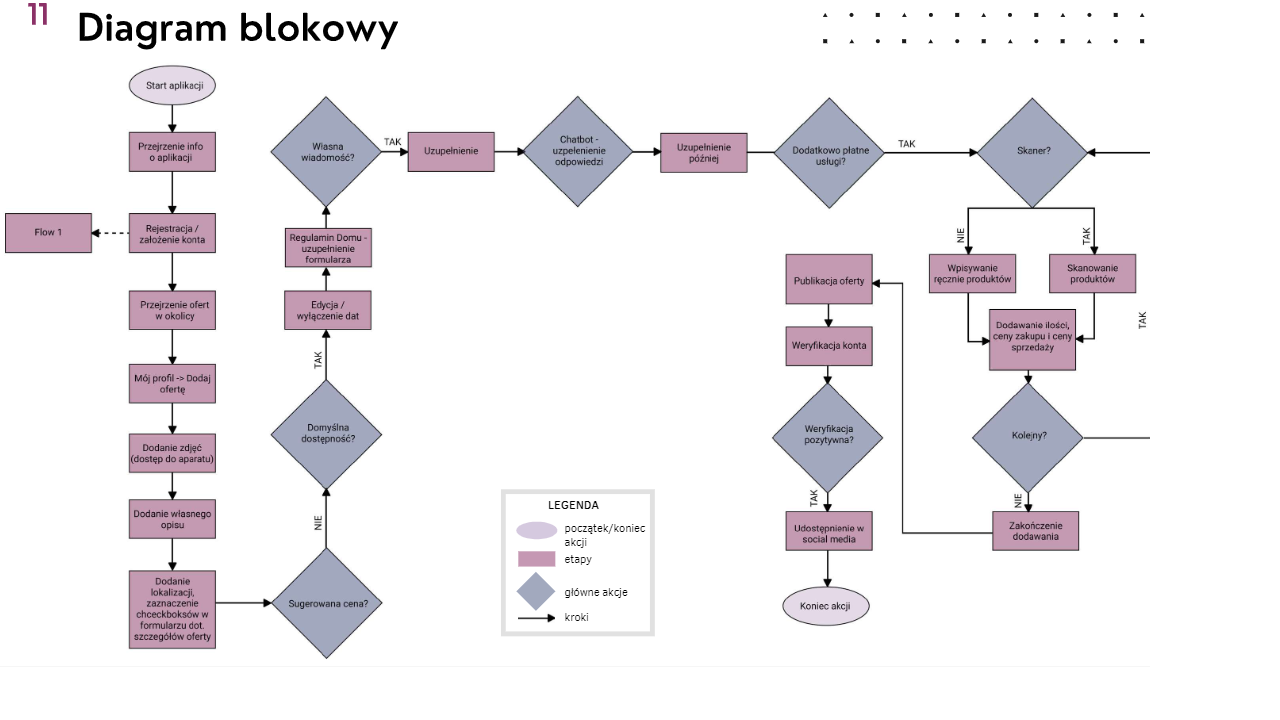 11
Diagram blokowy
Start aplikacji
Przejrzenie info
o aplikacji
Rejestracja /
założenie konta
Flow 1
Przejrzenie ofert
w okolicy
Mój profil -> Dodaj
ofertę
Dodanie zdjęć
(dostęp do aparatu)
Dodanie własnego
opisu
Dodanie
lokalizacji,
zaznaczenie
chceckboksów w
formularzu dot.
szczegółów oferty
Sugerowana cena?
NIE
Domyślna
dostępność?
TAK
Edycja /
wyłączenie dat
Regulamin Domu -
uzupełnienie
formularza
Własna
wiadomość?
TAK
Uzupełnienie
Chatbot -
uzpełenienie
odpowiedzi
Uzupełnienie
później
Dodatkowo płatne
usługi?
TAK
Skaner?
NIE
TAK
Wpisywanie
ręcznie produktów
Skanowanie
produktów
Dodawanie ilości,
ceny zakupu i ceny
sprzedaży
TAK
Kolejny?
NIE
Zakończenie
dodawania
Publikacja oferty
Weryfikacja konta
Weryfikacja
pozytywna?
TAK
Udostępnienie w
social media
Koniec akcji
LEGENDA
początek/koniec
akcji
etapy
główne akcje
kroki